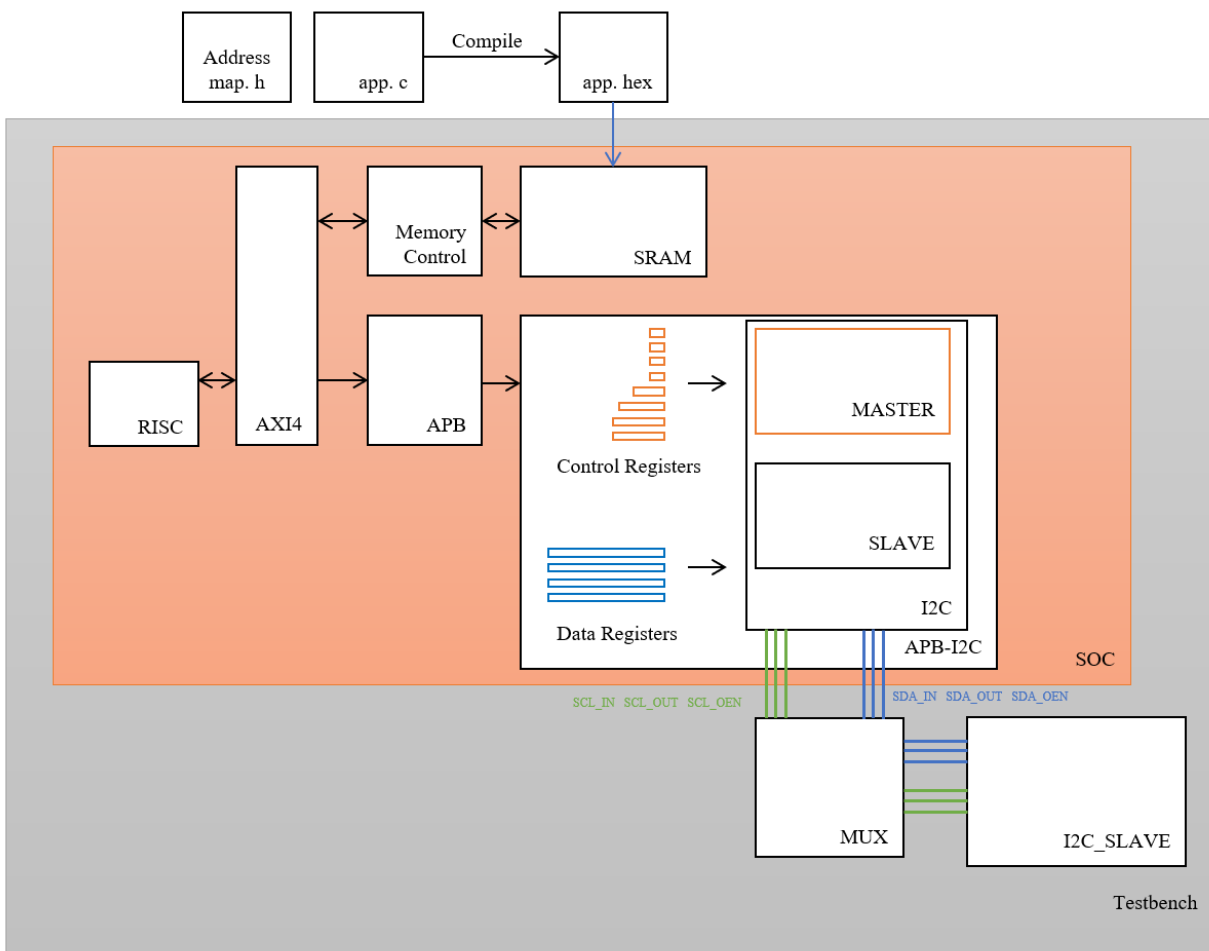 Address
map. h
app. c
Compile
app. hex
Memory
Control
SRAM
RISC
AXI4
APB
MASTER
Control Registers
SLAVE
I2C
Data Registers
APB-I2C
SOC
SCL_IN SCL_OUT SCL_OEN
SDA_IN SDA_OUT SDA_OEN
MUX
I2C_SLAVE
Testbench